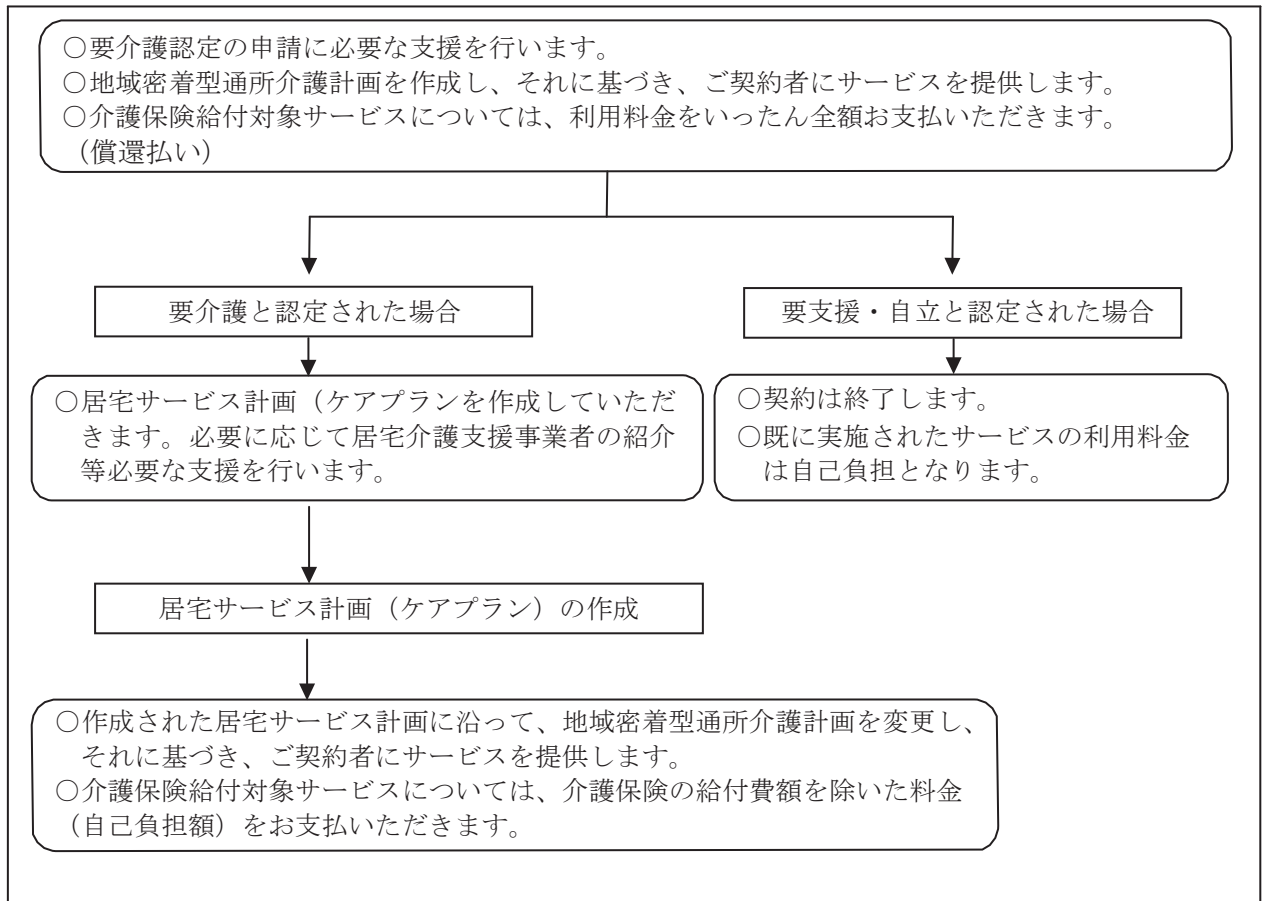 ○要介護認定の申請に必要な支援を行います。
○地域密着型通所介護計画を作成し、それに基づき、ご契約者にサービスを提供します。
○介護保険給付対象サービスについては、利用料金をいったん全額お支払いただきます。
（償還払い）
要介護と認定された場合
要支援・自立と認定された場合
○居宅サービス計画（ケアプランを作成していただ
きます。必要に応じて居宅介護支援事業者の紹介
等必要な支援を行います。
○契約は終了します。
○既に実施されたサービスの利用料金
は自己負担となります。
居宅サービス計画（ケアプラン）の作成
○作成された居宅サービス計画に沿って、地域密着型通所介護計画を変更し、
それに基づき、ご契約者にサービスを提供します。
○介護保険給付対象サービスについては、介護保険の給付費額を除いた料金
（自己負担額）をお支払いただきます。